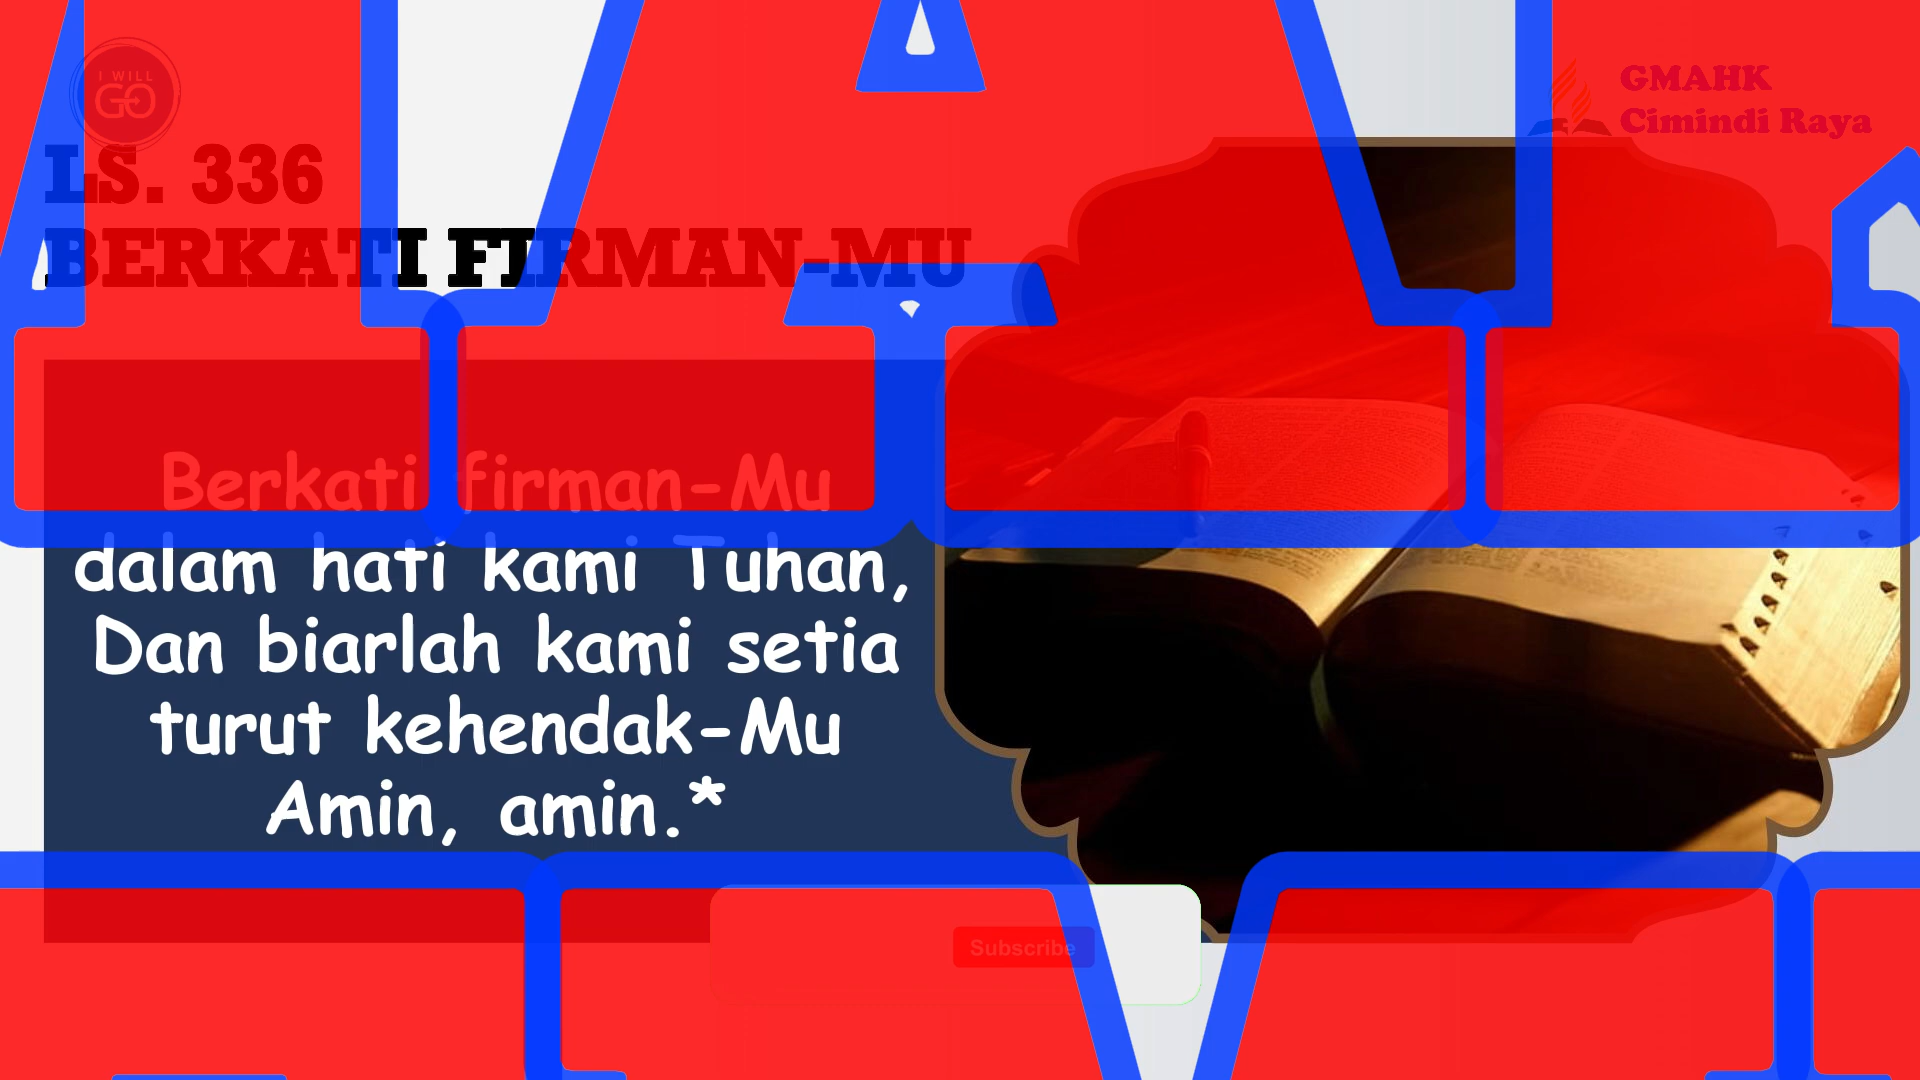 I WILL
GO
GMAHK
Cimindi Raya
LS. 336
BERKATI FIRMAN-MU
Berkati firman-Mu
dalam hati kami Tuhan,
Dan biarlah kami setia
turut kehendak-Mu
Amin, amin.*
Subscribe